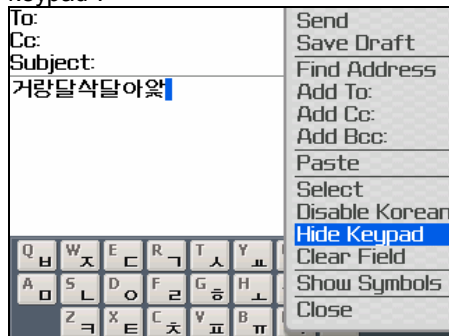 keypad".
To:
Cc:
Subject:
거랑달삭달아앛
Send
Save Draft
Find Address
Add To:
Add Cc:
Add Bcc:
Paste
Select
Disable Korean
Hide Keypad
Clear Field
Show Symbols
Close
Q ㅂ W ㅈ E ㄷ R ㄱ T ㅅ Y ㅛ
A ㅁ S ㄴ D ㅇ F ㄹ G ㅎ H ㅗ
Z ㅋ X ㅌ C ㅊ V ㅍ B ㅠ